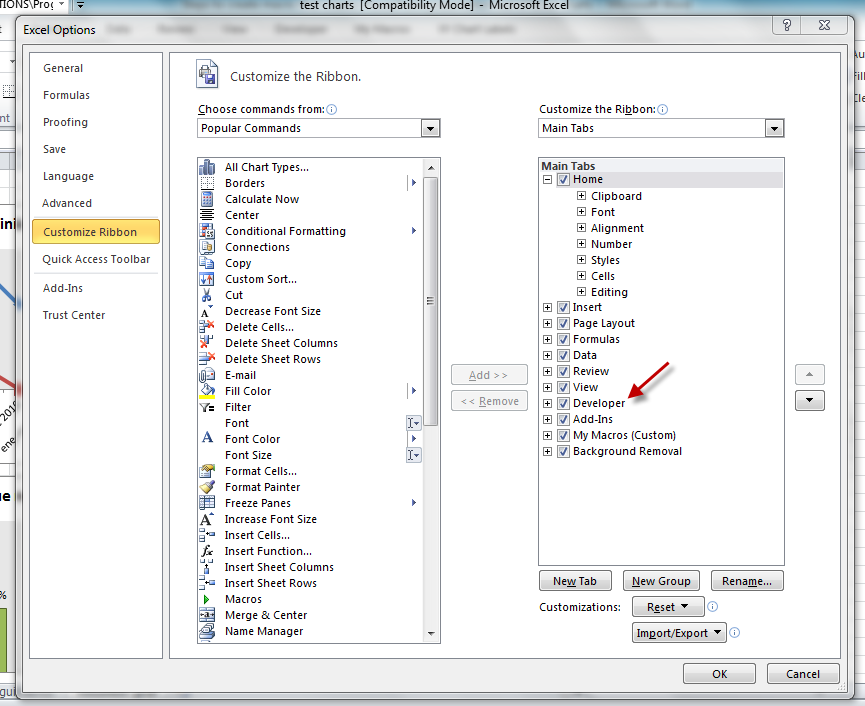 test charts [Compatibility Mode] - Microsoft Excel
Excel Options
General
Formulas
Proofing
Save
Language
Advanced
Customize Ribbon
Quick Access Toolbar
Add-Ins
Trust Center
Customize the Ribbon.
Choose commands from:
Popular Commands
All Chart Types...
Borders
Calculate Now
Center
Conditional Formatting
Connections
Copy
Custom Sort...
Cut
Decrease Font Size
Delete Cells...
Delete Sheet Columns
Delete Sheet Rows
E-mail
Fill Color
Filter
Font
Font Color
Font Size
Format Cells...
Format Painter
Freeze Panes
Increase Font Size
Insert Cells...
Insert Function...
Insert Sheet Columns
Insert Sheet Rows
Macros
Merge & Center
Name Manager
Add >>
<< Remove
Customize the Ribbon:
Main Tabs
Main Tabs
Home
Clipboard
Font
Alignment
Number
Styles
Cells
Editing
Insert
Page Layout
Formulas
Data
Review
View
Developer
Add-Ins
My Macros (Custom)
Background Removal
New Tab
New Group
Rename...
Customizations:
Reset
Import/Export
OK
Cancel